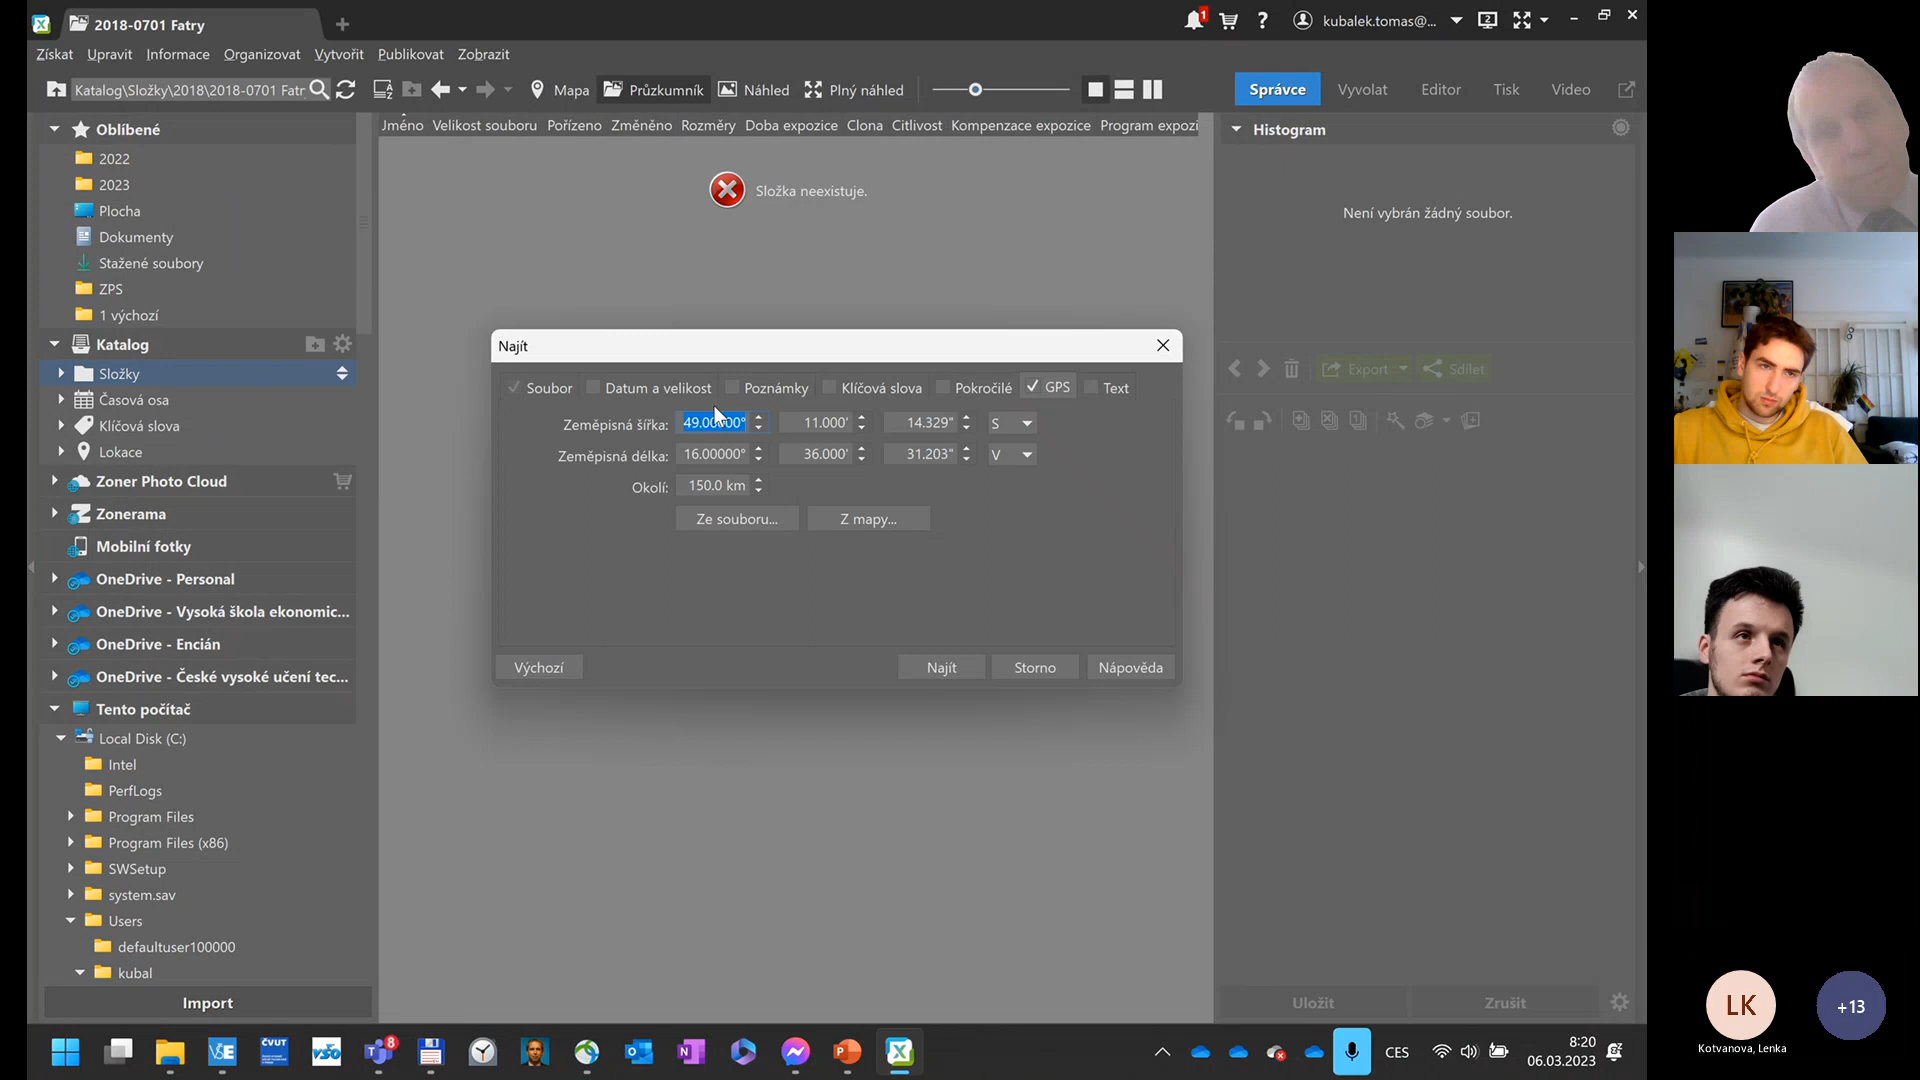 2018-0701 Fatry
1
kubalek.tomas@...
2
Získat Upravit Informace Organizovat Vytvořit Publikovat Zobrazit
Katalog\Složky\2018\2018-0701 Fatr
Mapa Průzkumník Náhled Plný náhled
Správce Vyvolat Editor Tisk Video
Oblíbené
2022
2023
Plocha
Dokumenty
Stažené soubory
ZPS
1 výchozí
Katalog
Složky
Časová osa
Klíčová slova
Lokace
Zoner Photo Cloud
Zonerama
Mobilní fotky
OneDrive - Personal
OneDrive - Vysoká škola ekonomic...
OneDrive - Encián
OneDrive - České vysoké učení tec...
Tento počítač
Local Disk (C:)
Intel
PerfLogs
Program Files
Program Files (x86)
SWSetup
system.sav
Users
defaultuser100000
kubal
Import
Jméno Velikost souboru Pořízeno Změněno Rozměry Doba expozice Clona Citlivost Kompenzace expozice Program expozi
Složka neexistuje.
Najít
Soubor Datum a velikost Poznámky Klíčová slova Pokročilé GPS Text
Zeměpisná šířka: 49.00000° 11.000' 14.329" S
Zeměpisná délka: 16.00000° 36.000' 31.203" V
Okolí: 150.0 km
Ze souboru... Z mapy...
Výchozí Najít Storno Nápověda
Histogram
Není vybrán žádný soubor.
Export Sdílet
Uložit Zrušit
LK
Kotvanova, Lenka
+13
VŠE ČVUT všo 8
CES
8:20
06.03.2023